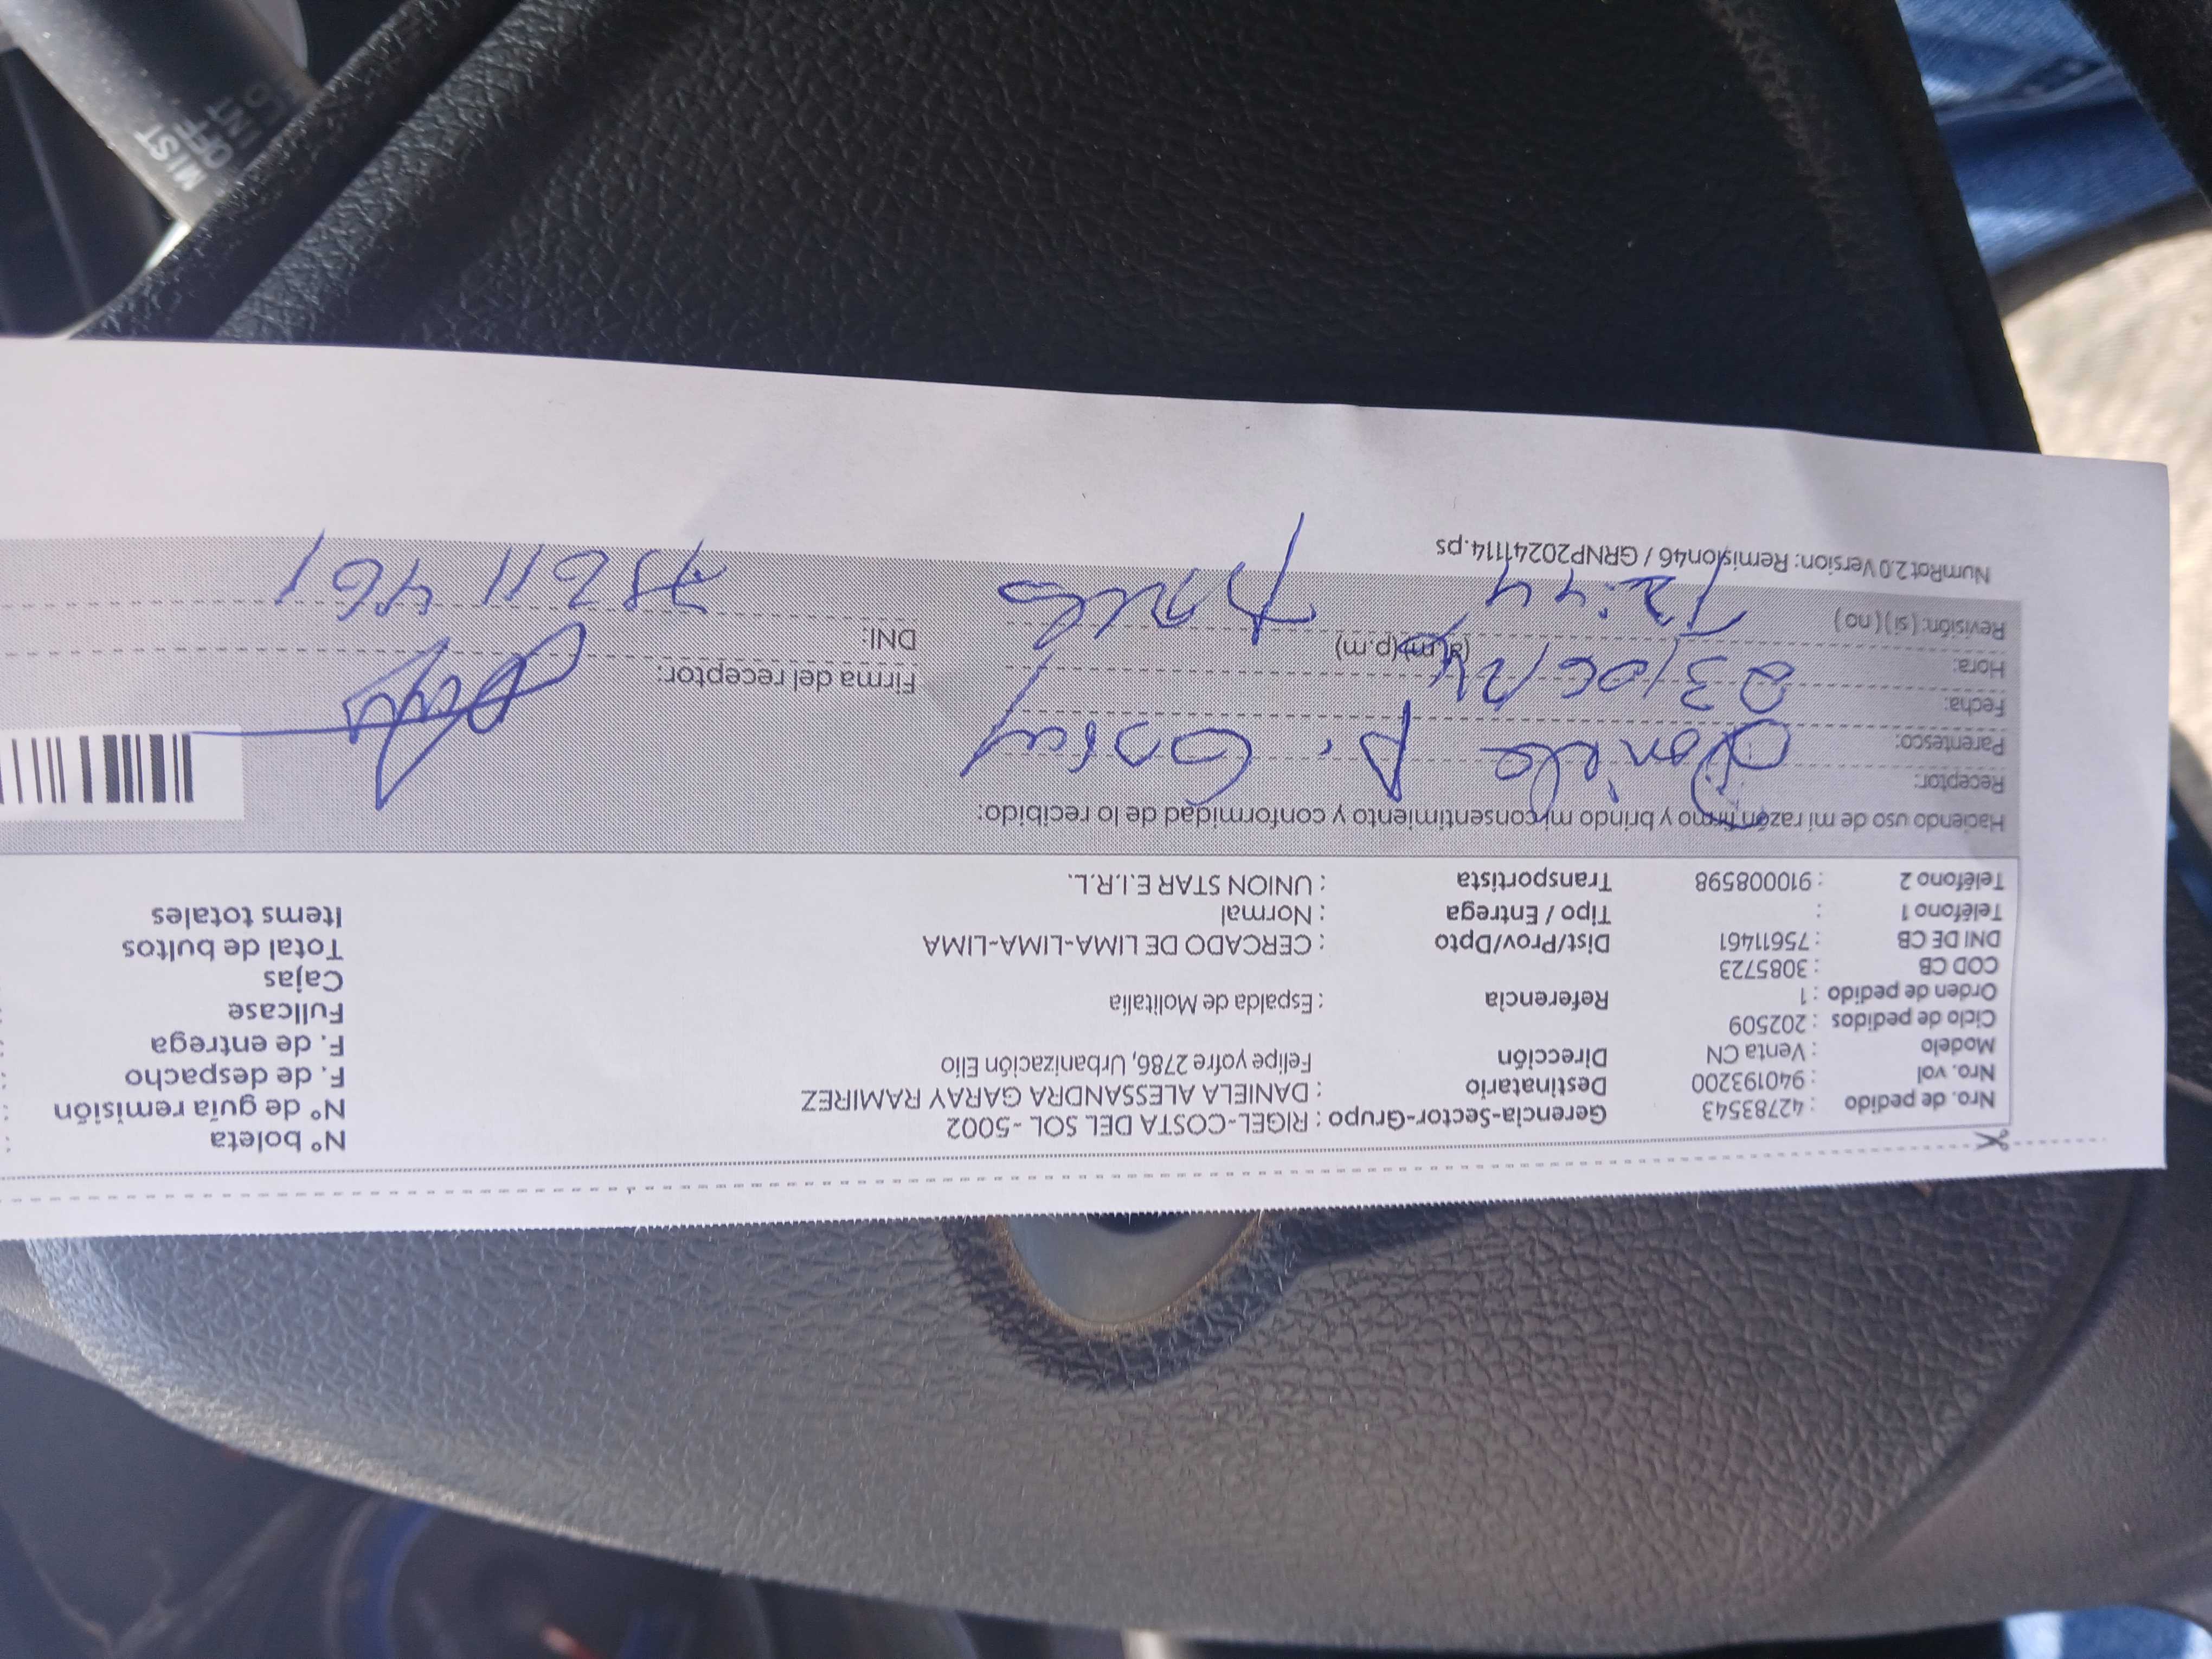 Nº boleta :
Nº de guía remisión :
F. de despacho :
F. de entrega :
Fullcase :
Cajas
Total de bultos
Items totales
Nro. de pedido : 42783543
Nro. vol. : 940193200
Modelo : Venta CN
Ciclo de pedidos : 202509
Orden de pedido : 1
COD CB : 3085723
DNI DE CB : 75611461
Teléfono 1 :
Teléfono 2 : 910008598
Gerencia-Sector-Grupo : RIGEL-COSTA DEL SOL -5002
Destinatario : DANIELA ALESSANDRA GARAY RAMIREZ
Dirección Felipe yofre 2786, Urbanización Elio
Referencia : Espalda de Molitalia
Dist/Prov/Dpto : CERCADO DE LIMA-LIMA-LIMA
Tipo / Entrega : Normal
Transportista : UNION STAR E.I.R.L.
Haciendo uso de mi razón firmo y brindo mi consentimiento y conformidad de lo recibido:
Receptor:
Parentesco: Daniela A. Garay
Fecha: 23/06/24
Hora: (a.m)(p.m)
Revisión: ( si ) ( no ) 12:44
Firma del receptor:
DNI: 75611461
NumRot 2.0 Version: Remision46 / GRNP20241114.ps